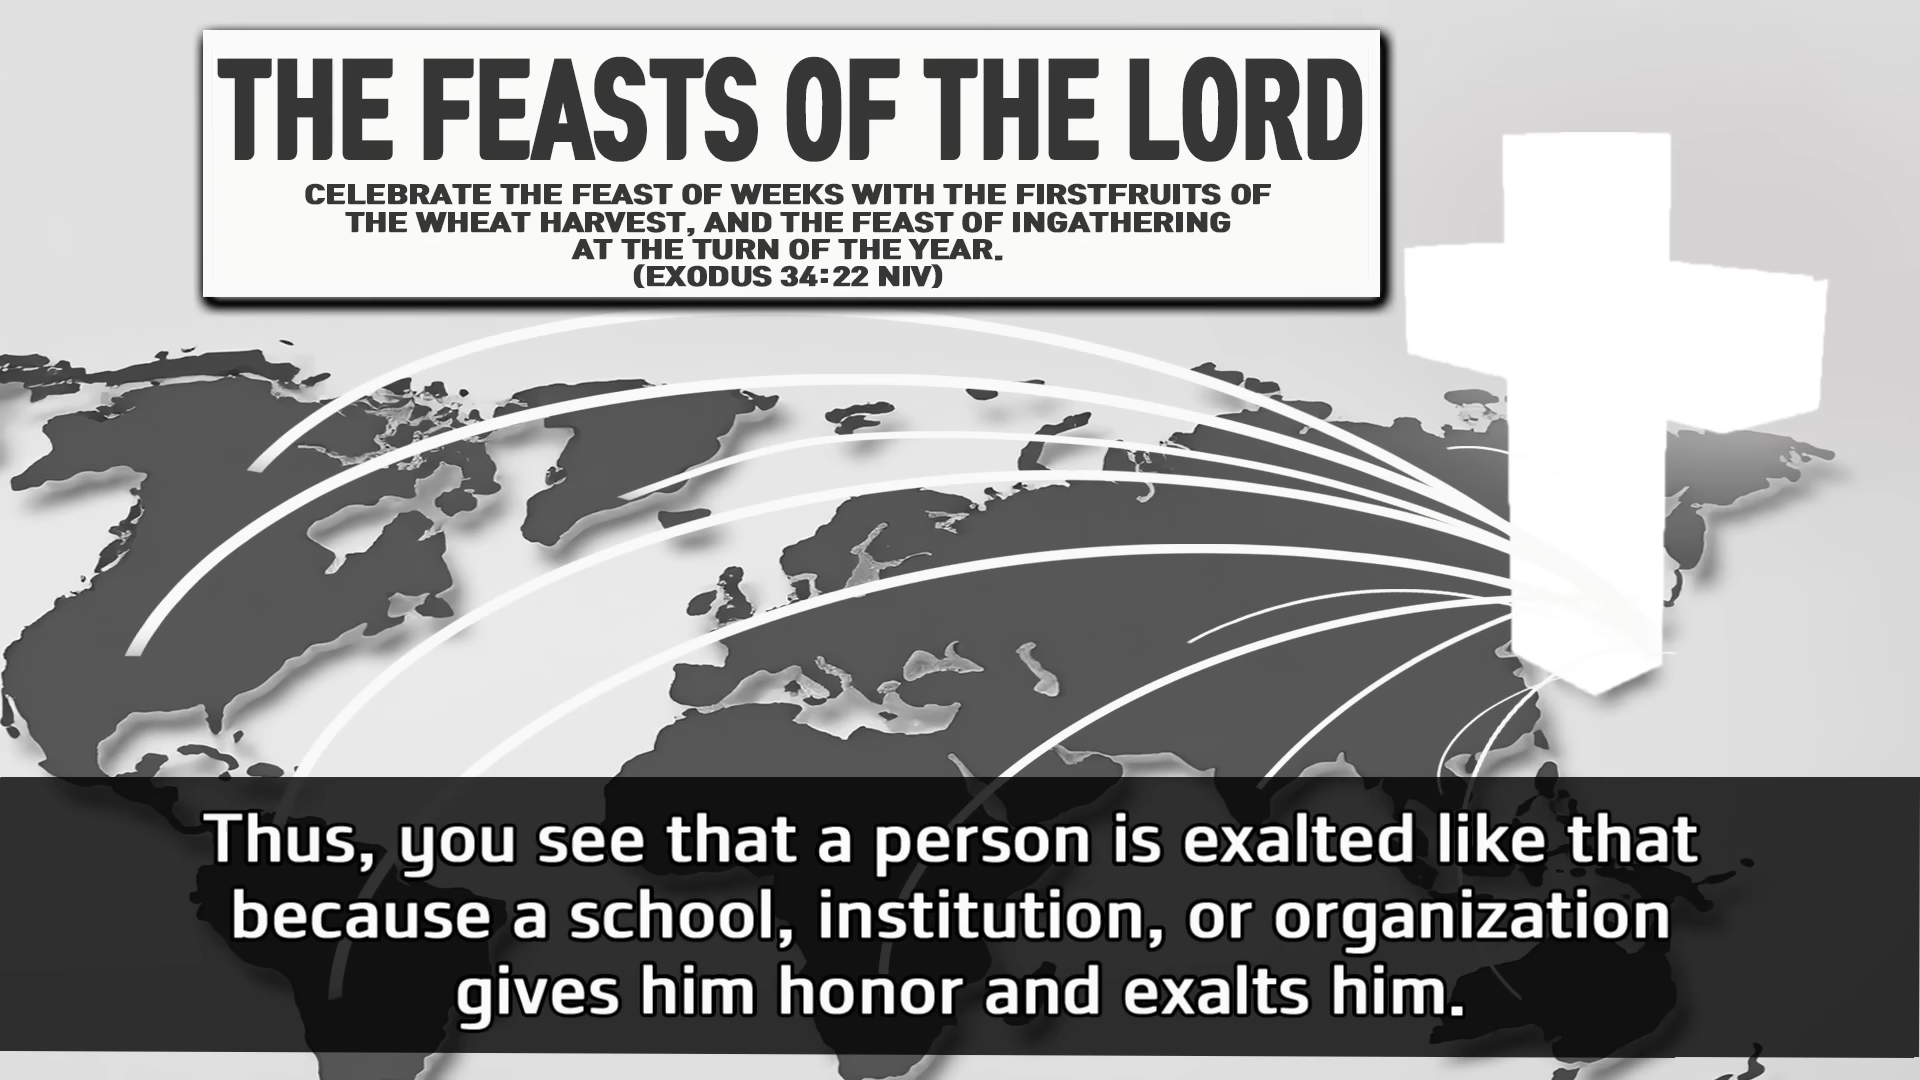 THE FEASTS OF THE LORD
CELEBRATE THE FEAST OF WEEKS WITH THE FIRSTFRUITS OF
THE WHEAT HARVEST, AND THE FEAST OF INGATHERING
AT THE TURN OF THE YEAR.
(EXODUS 34:22 NIV)
Thus, you see that a person is exalted like that
because a school, institution, or organization
gives him honor and exalts him.